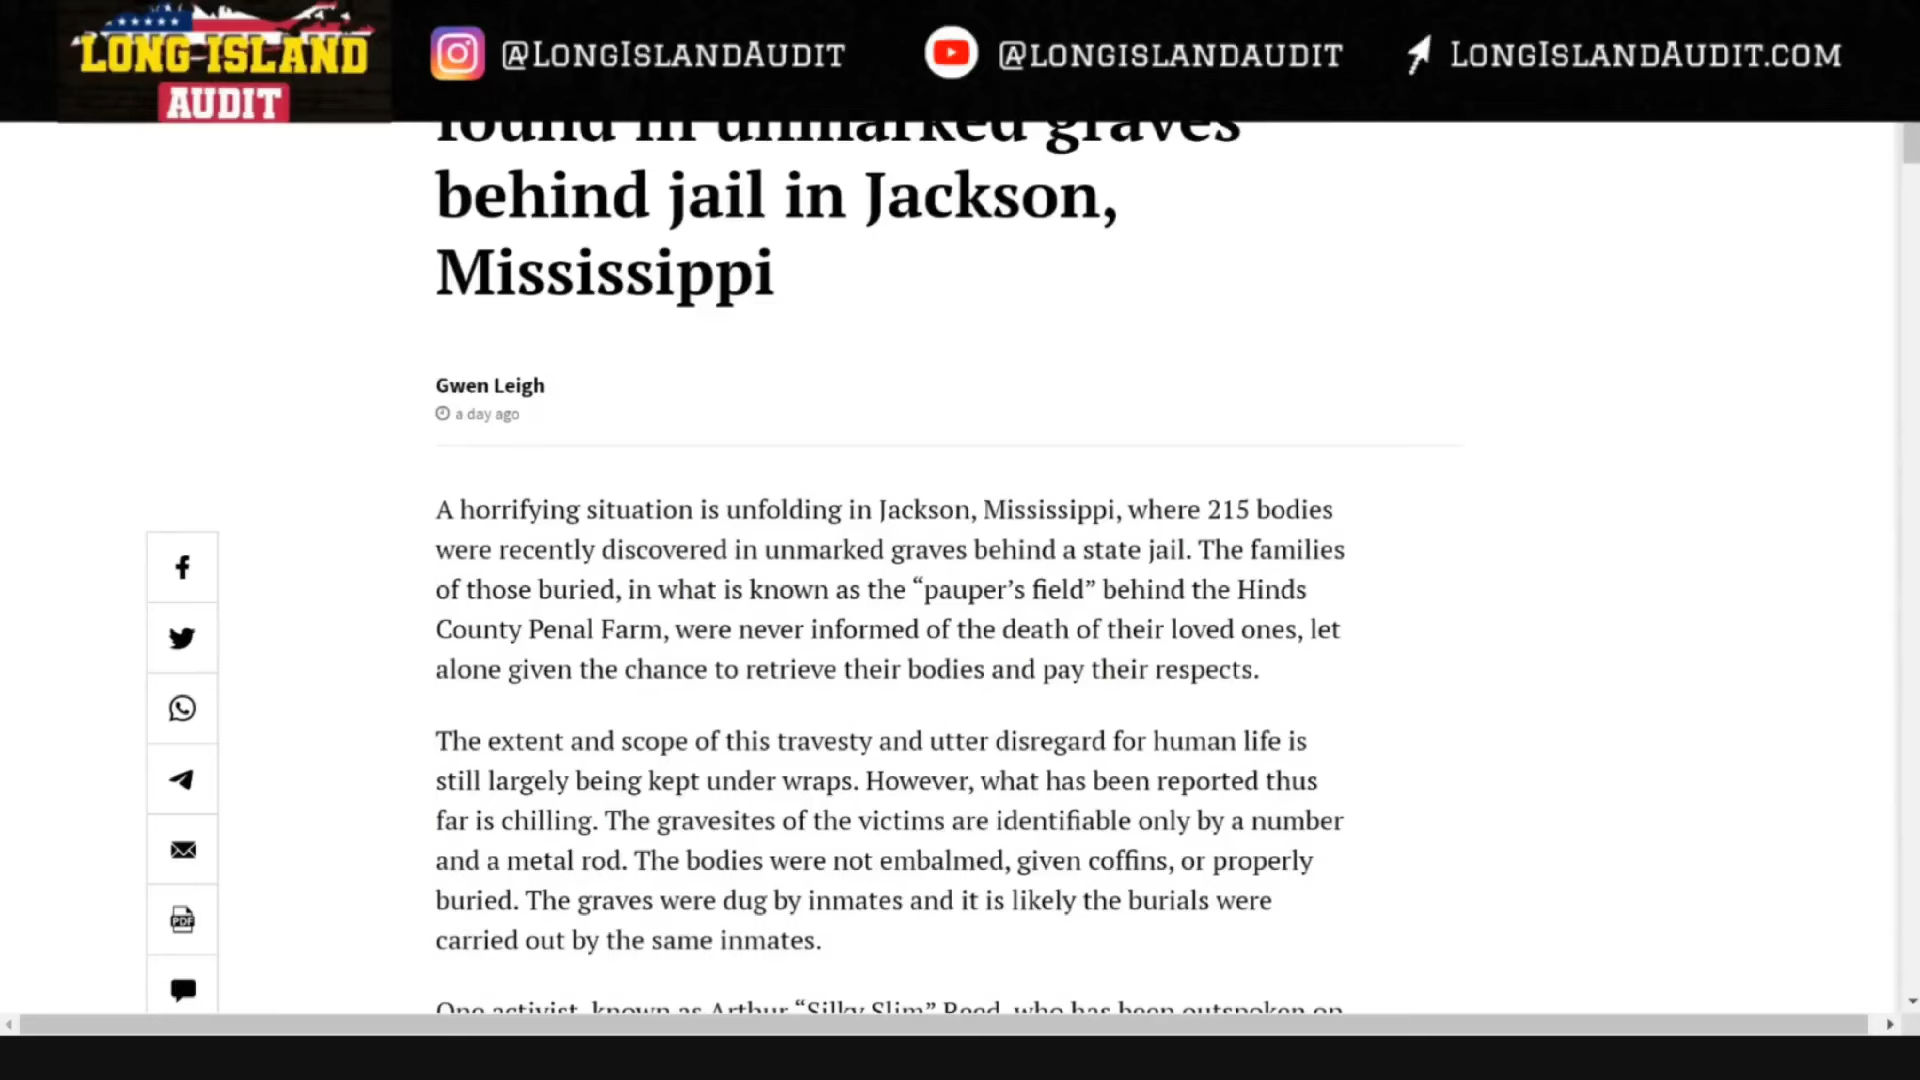 LONG ISLAND
AUDIT
@LongIslandAudit
@longislandaudit
LongIslandAudit.com
found in unmarked graves
behind jail in Jackson,
Mississippi
Gwen Leigh
a day ago
A horrifying situation is unfolding in Jackson, Mississippi, where 215 bodies
were recently discovered in unmarked graves behind a state jail. The families
of those buried, in what is known as the “pauper’s field” behind the Hinds
County Penal Farm, were never informed of the death of their loved ones, let
alone given the chance to retrieve their bodies and pay their respects.
The extent and scope of this travesty and utter disregard for human life is
still largely being kept under wraps. However, what has been reported thus
far is chilling. The gravesites of the victims are identifiable only by a number
and a metal rod. The bodies were not embalmed, given coffins, or properly
buried. The graves were dug by inmates and it is likely the burials were
carried out by the same inmates.
PDF
One activist, known as Arthur “Silky Slim” Reed, who has been outspoken on